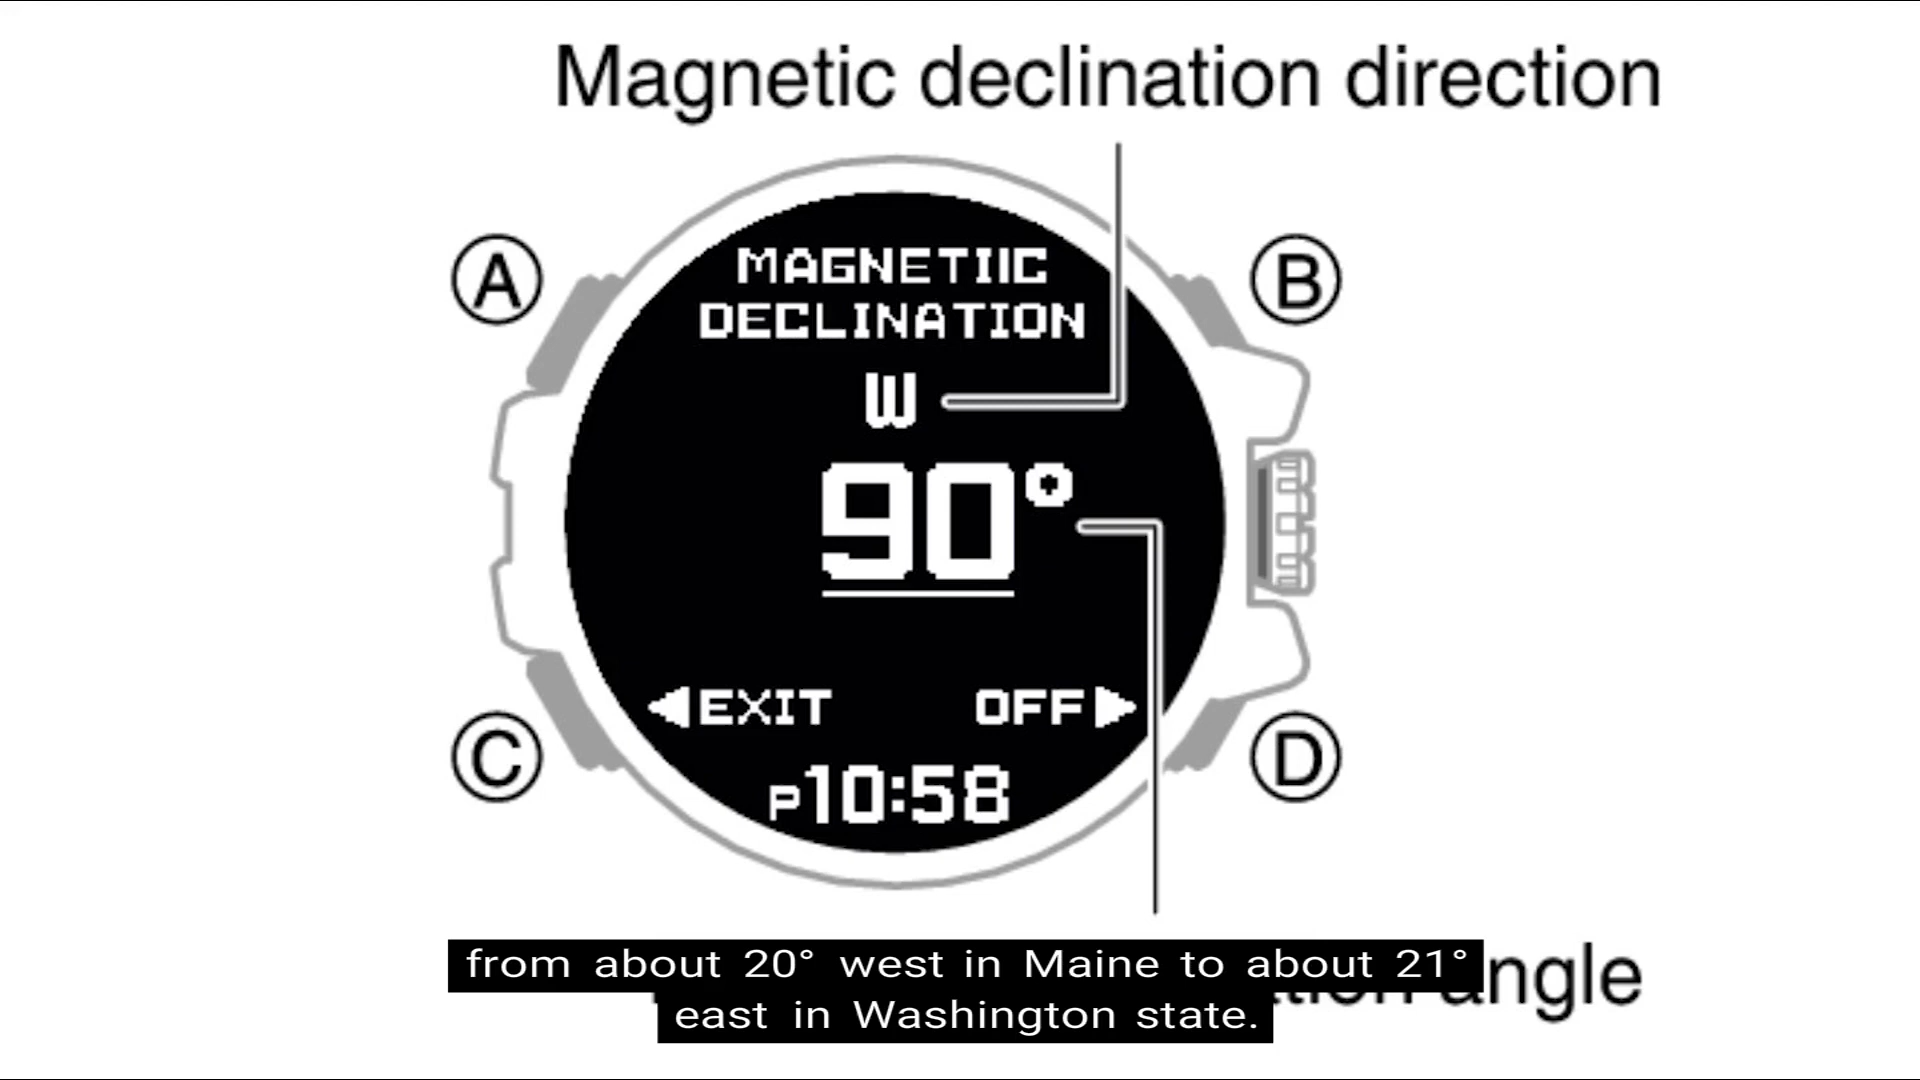 Magnetic declination direction
A
B
MAGNETIIC
DECLINATION
W
90°
◀EXIT OFF▶
C
D
P10:58
angle
from about 20° west in Maine to about 21°
east in Washington state.